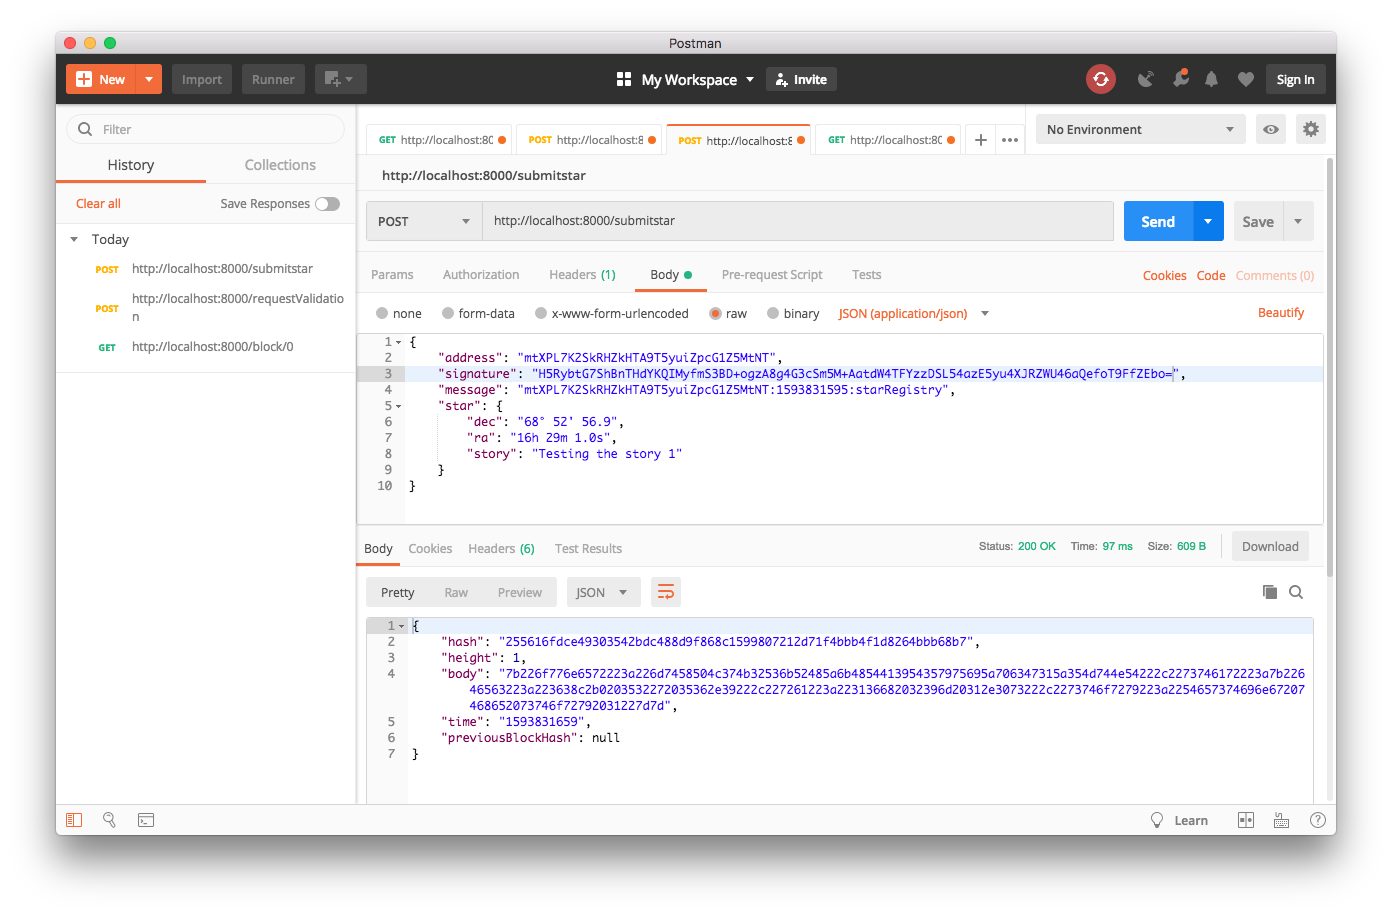 Postman
New
Import
Runner
My Workspace
Invite
Sign In
Filter
History
Collections
Clear all
Save Responses
Today
POST http://localhost:8000/submitstar
POST http://localhost:8000/requestValidatio
n
GET http://localhost:8000/block/0
GET http://localhost:80
POST http://localhost:8
POST http://localhost:8
GET http://localhost:80
No Environment
http://localhost:8000/submitstar
POST
http://localhost:8000/submitstar
Send
Save
Params
Authorization
Headers (1)
Body
Pre-request Script
Tests
Cookies
Code
Comments (0)
none
form-data
x-www-form-urlencoded
raw
binary
JSON (application/json)
Beautify
1 {
2 "address": "mtXPL7K2SkRHZkHTA9T5yuiZpcG1Z5MtNT",
3 "signature": "H5RybtG7ShBnTHdYKQIMyfmS3BD+ogzA8g4G3cSm5M+AatdW4TFYzzDSL54azE5yu4XJRZWU46aQefoT9FfZEbo=",
4 "message": "mtXPL7K2SkRHZkHTA9T5yuiZpcG1Z5MtNT:1593831595:starRegistry",
5 "star": {
6 "dec": "68° 52' 56.9",
7 "ra": "16h 29m 1.0s",
8 "story": "Testing the story 1"
9 }
10 }
Body
Cookies
Headers (6)
Test Results
Status: 200 OK
Time: 97 ms
Size: 609 B
Download
Pretty
Raw
Preview
JSON
1 {
2 "hash": "255616fdce49303542bdc488d9f868c1599807212d71f4bbb4f1d8264bbb68b7",
3 "height": 1,
4 "body": "7b226f776e6572223a226d7458504c374b32536b52485a6b4854413954357975695a706347315a354d744e54222c2273746172223a7b226
46563223a223638c2b0203532272035362e39222c227261223a223136682032396d20312e3073222c2273746f7279223a2254657374696e67207
468652073746f72792031227d7d",
5 "time": "1593831659",
6 "previousBlockHash": null
7 }
Learn